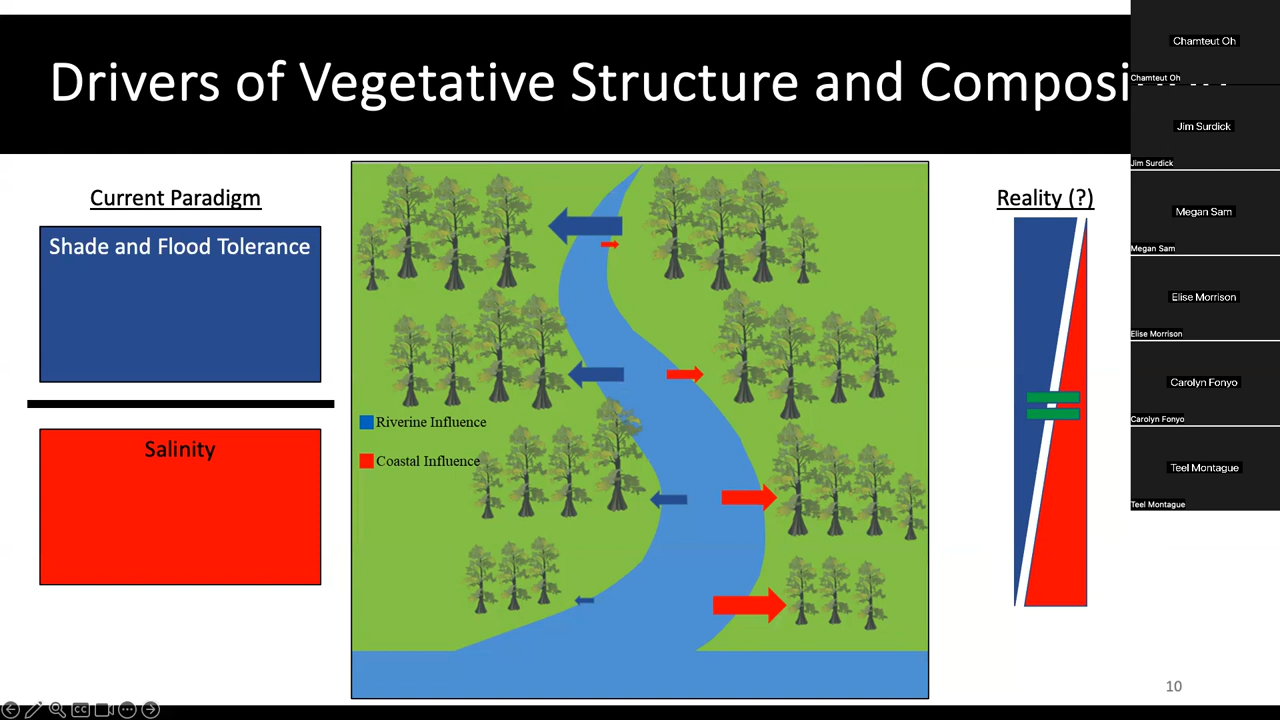 Drivers of Vegetative Structure and
Current Paradigm
Shade and Flood Tolerance
Salinity
Riverine Influence
Coastal Influence
Reality (?)
10
Chamteut Oh
Chamteut Oh
Jim Surdick
Jim Surdick
Megan Sam
Megan Sam
Elise Morrison
Elise Morrison
Carolyn Fonyo
Carolyn Fonyo
Teel Montague
Teel Montague
CC